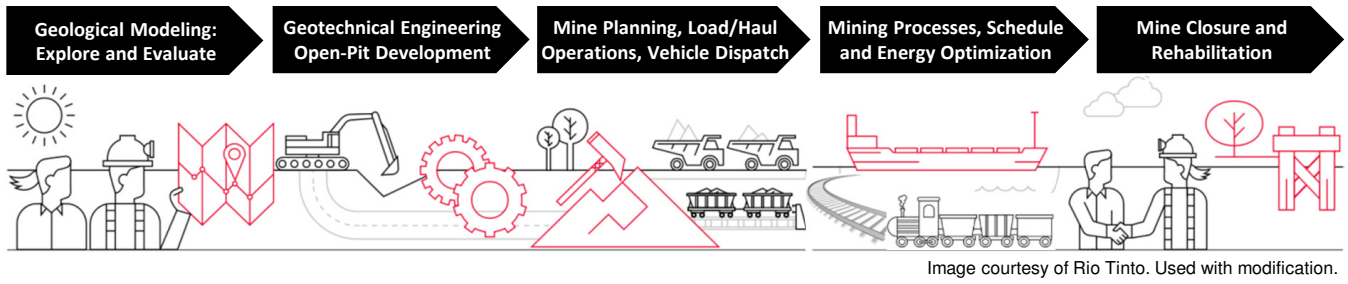 Geological Modeling:
Explore and Evaluate
Geotechnical Engineering
Open-Pit Development
Mine Planning, Load/Haul
Operations, Vehicle Dispatch
Mining Processes, Schedule
and Energy Optimization
Mine Closure and
Rehabilitation
Image courtesy of Rio Tinto. Used with modification.